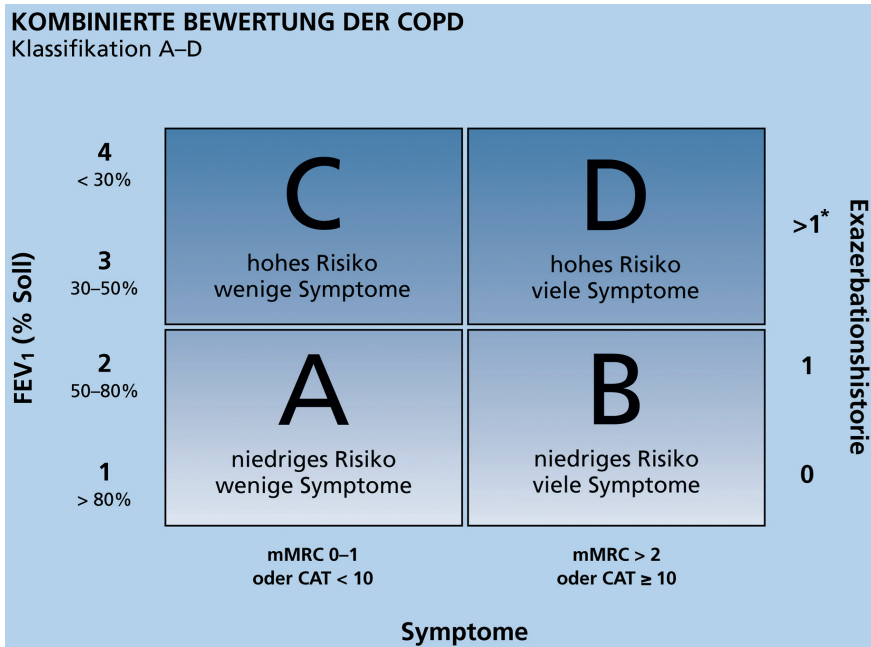 KOMBINIERTE BEWERTUNG DER COPD
Klassifikation A–D
FEV₁ (% Soll)
4
< 30%
3
30–50%
2
50–80%
1
> 80%
C
hohes Risiko
wenige Symptome
D
hohes Risiko
viele Symptome
A
niedriges Risiko
wenige Symptome
B
niedriges Risiko
viele Symptome
>1*
1
0
Exazerbationshistorie
mMRC 0–1
oder CAT < 10
mMRC > 2
oder CAT ≥ 10
Symptome